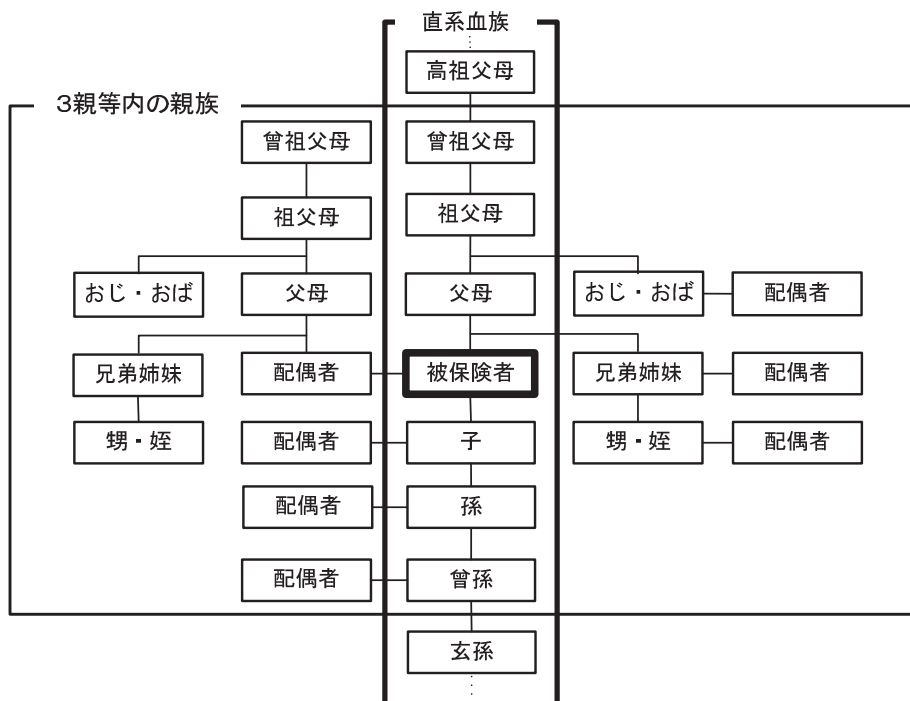 直系血族
高祖父母
3親等内の親族
曾祖父母
曾祖父母
祖父母
祖父母
おじ・おば
父母
父母
おじ・おば
配偶者
兄弟姉妹
配偶者
被保険者
兄弟姉妹
配偶者
甥・姪
配偶者
子
甥・姪
配偶者
配偶者
孫
配偶者
曾孫
玄孫